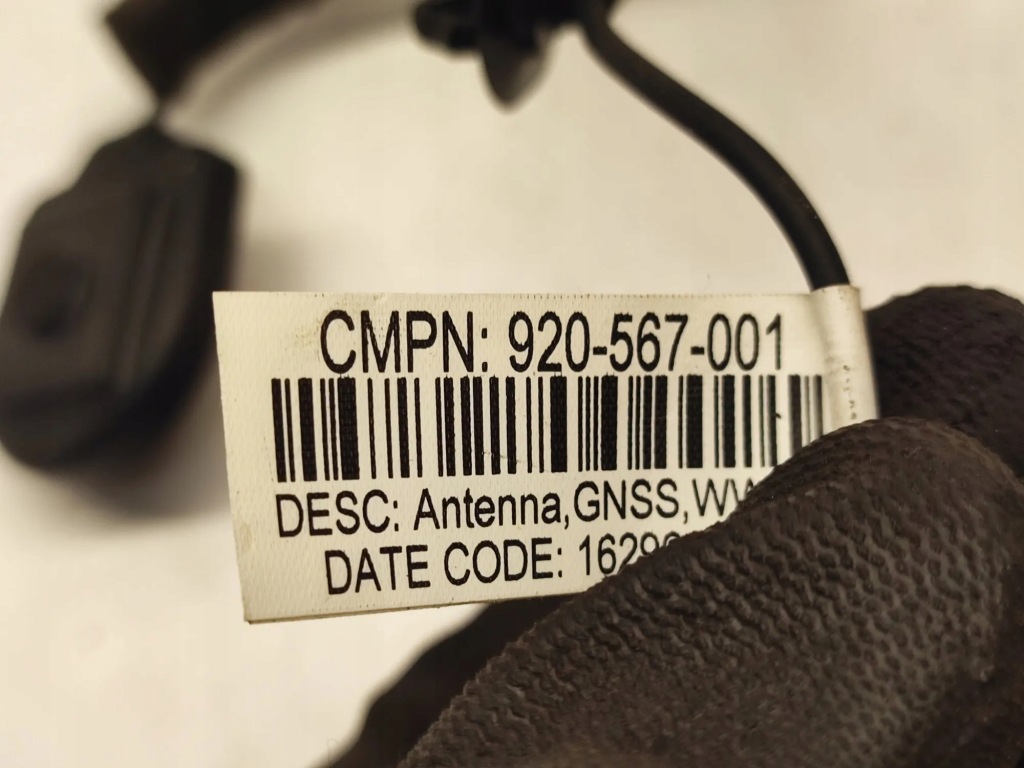 CMPN: 920-567-001
DESC: Antenna,GNSS,
DATE CODE: